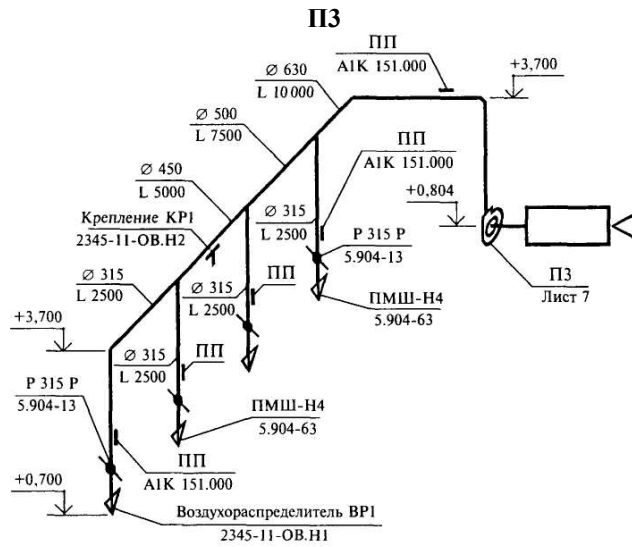 П3
ПП
А1К 151.000
+3,700
∅ 630
L 10 000
∅ 500
L 7500
ПП
А1К 151.000
∅ 450
L 5000
+0,804
Крепление КР1
2345-11-ОВ.Н2
∅ 315
L 2500
Р 315 Р
5.904-13
П3
Лист 7
∅ 315
L 2500
∅ 315
L 2500
ПП
ПМШ-Н4
5.904-63
+3,700
∅ 315
L 2500
ПП
Р 315 Р
5.904-13
ПМШ-Н4
5.904-63
ПП
А1К 151.000
+0,700
Воздухораспределитель ВР1
2345-11-ОВ.Н1